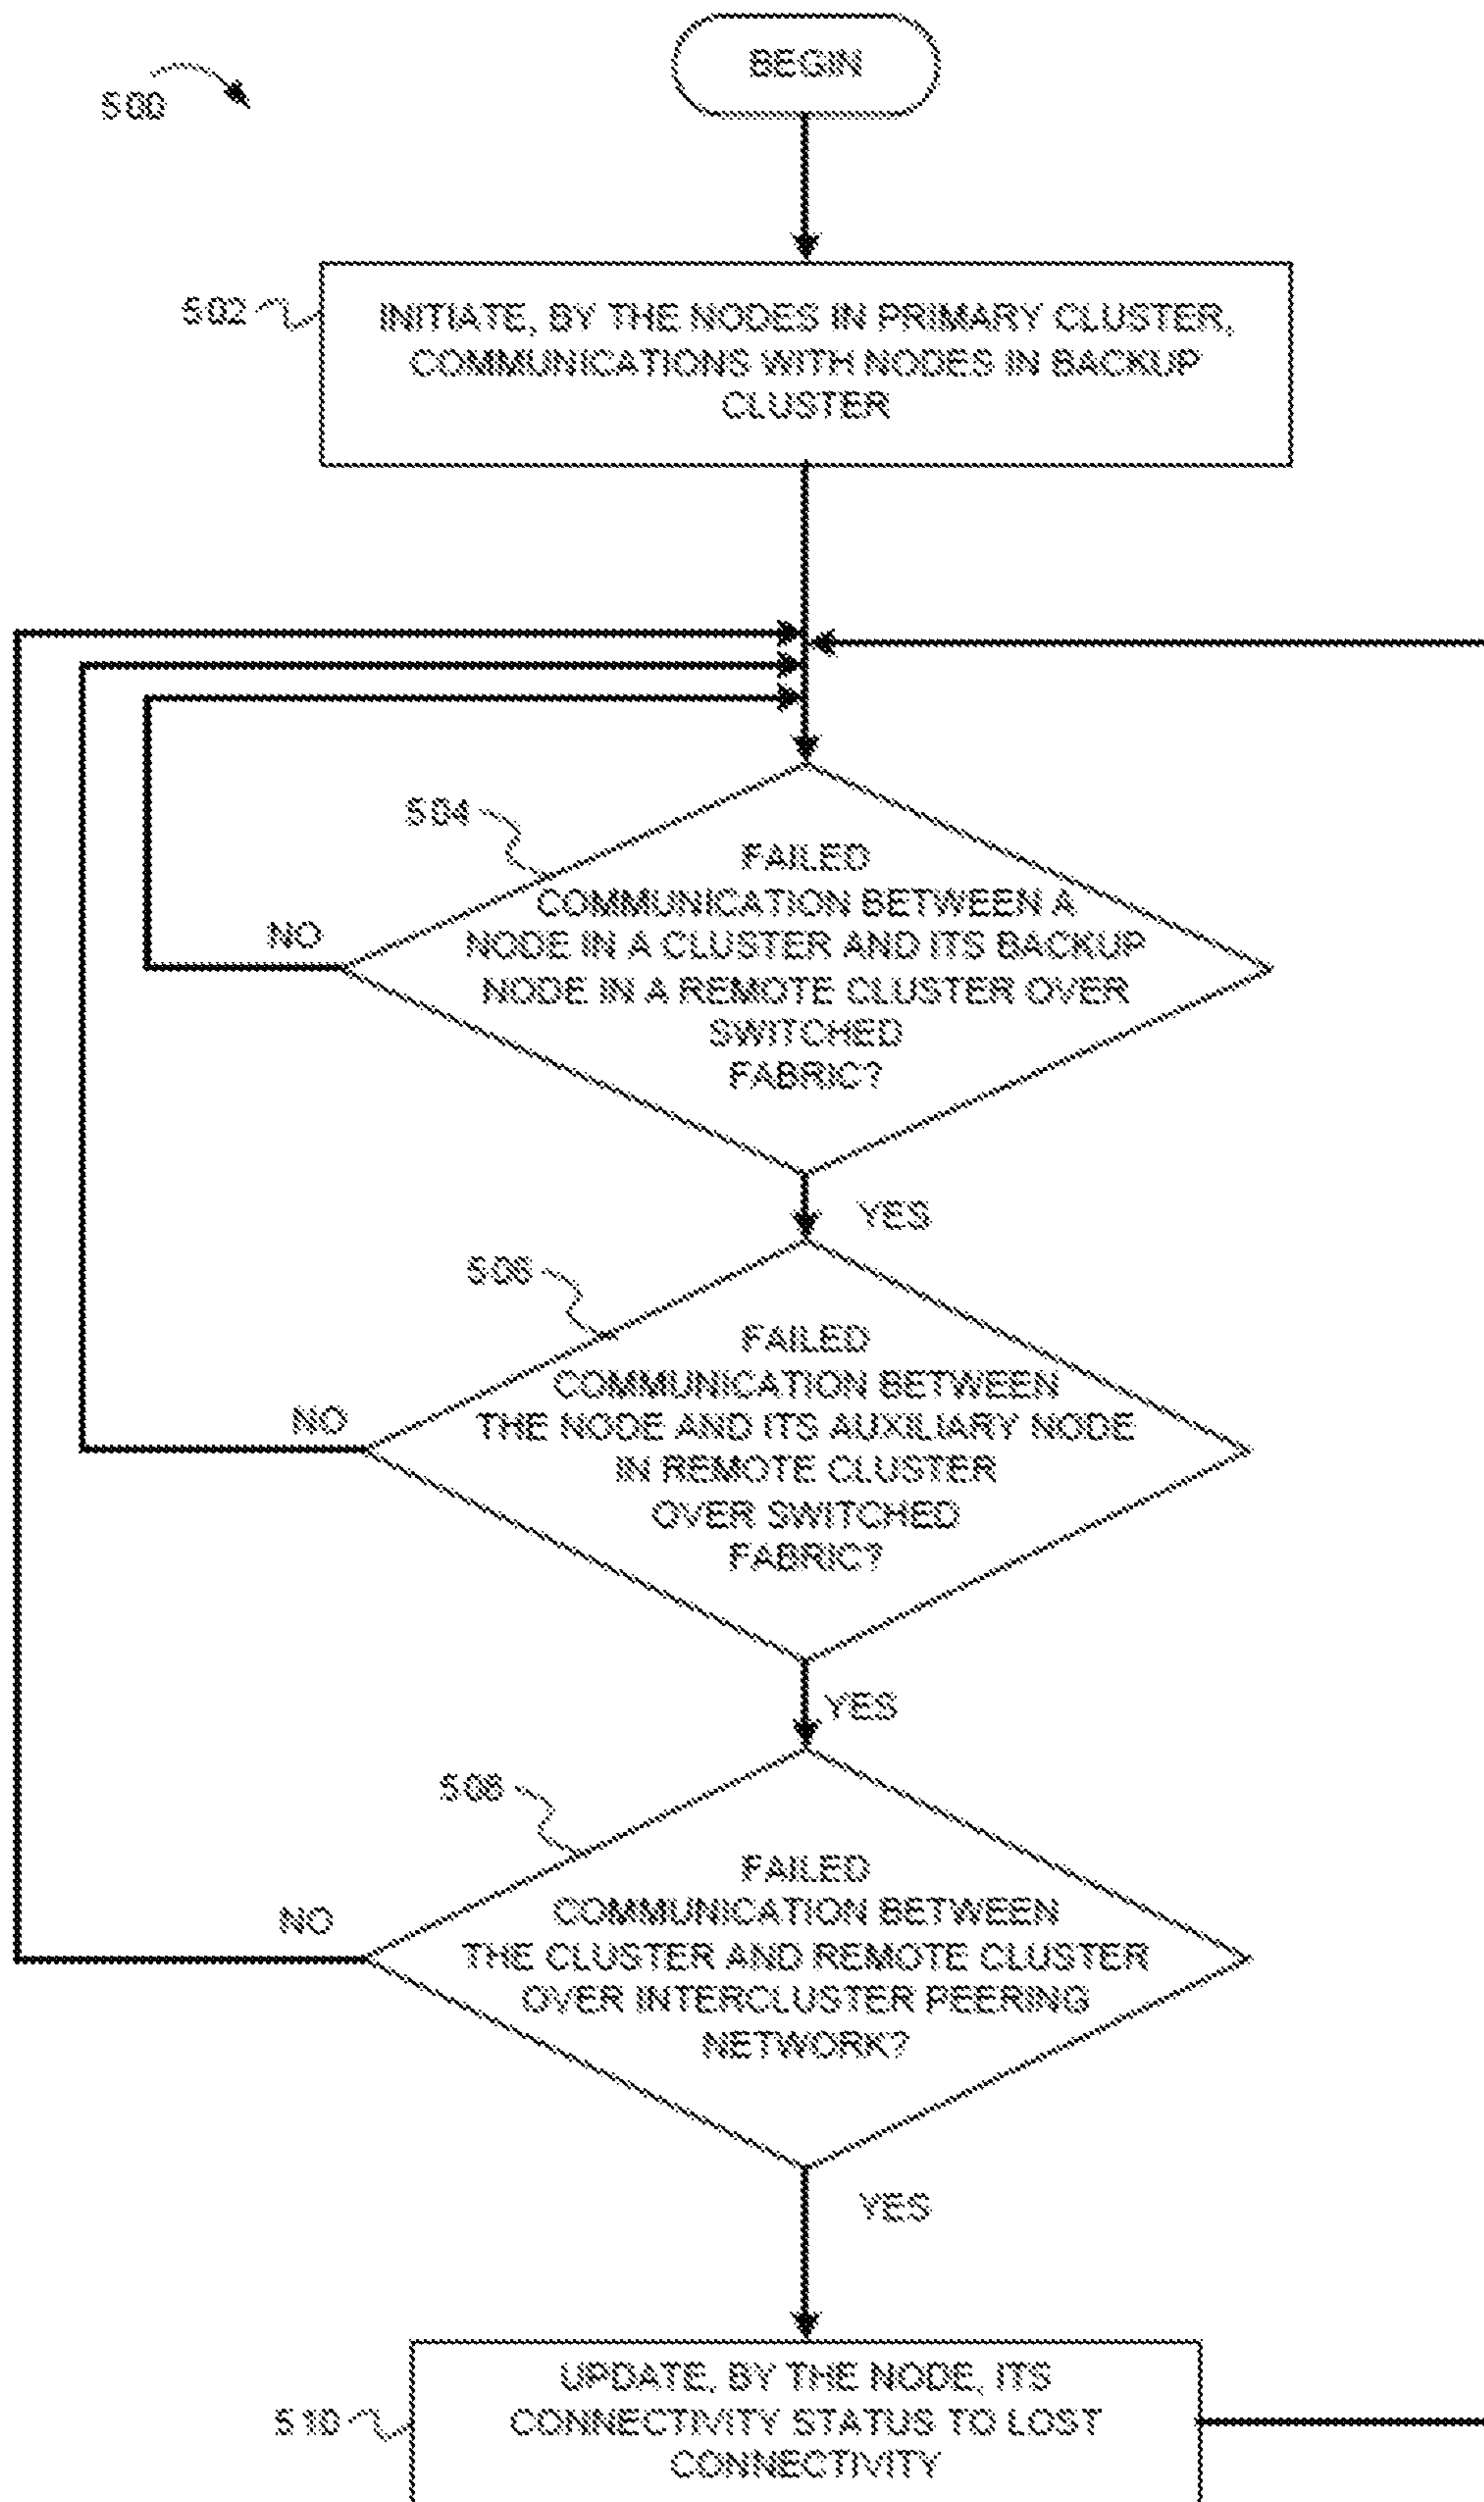 BEGIN
500
502
INITIATE, BY THE NODES IN PRIMARY CLUSTER,
COMMUNICATIONS WITH NODES IN BACKUP
CLUSTER
504
FAILED
COMMUNICATION BETWEEN A
NODE IN A CLUSTER AND ITS BACKUP
NODE IN A REMOTE CLUSTER OVER
SWITCHED
FABRIC?
NO
YES
506
FAILED
COMMUNICATION BETWEEN
THE NODE AND ITS AUXILIARY NODE
IN REMOTE CLUSTER
OVER SWITCHED
FABRIC?
NO
YES
508
FAILED
COMMUNICATION BETWEEN
THE CLUSTER AND REMOTE CLUSTER
OVER INTERCLUSTER PEERING
NETWORK?
NO
YES
510
UPDATE, BY THE NODE, ITS
CONNECTIVITY STATUS TO LOST
CONNECTIVITY